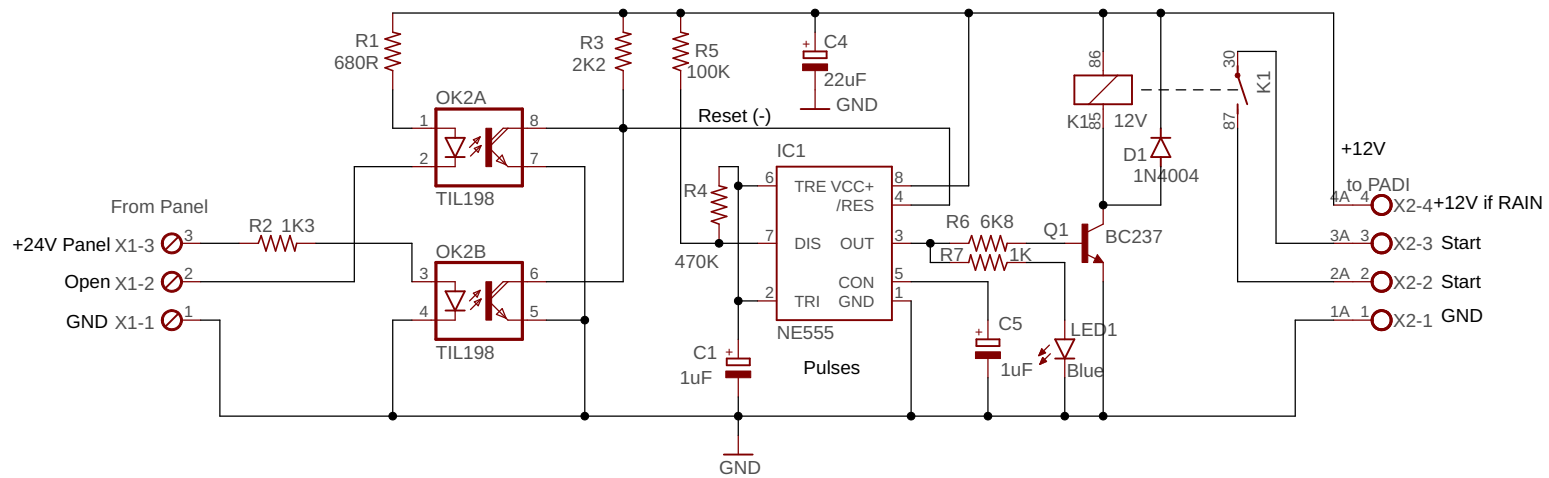 R1
680R
R3
2K2
R5
100K
C4
+
22uF
GND
86
K1
85
12V
30
K1
87
OK2A
1
8
2
7
TIL198
Reset (-)
IC1
6
TRE
VCC+
8
/RES
4
R4
7
DIS
OUT
3
470K
CON
5
2
TRI
GND
1
NE555
Pulses
D1
1N4004
+12V
to PADI
4A
4
X2-4
+12V if RAIN
3A
3
X2-3
Start
2A
2
X2-2
Start
1A
1
X2-1
GND
From Panel
R2
1K3
+24V Panel
X1-3
3
Open
X1-2
2
GND
X1-1
1
OK2B
3
6
4
5
TIL198
R6
6K8
R7
1K
Q1
BC237
C1
+
1uF
C5
+
1uF
LED1
Blue
GND